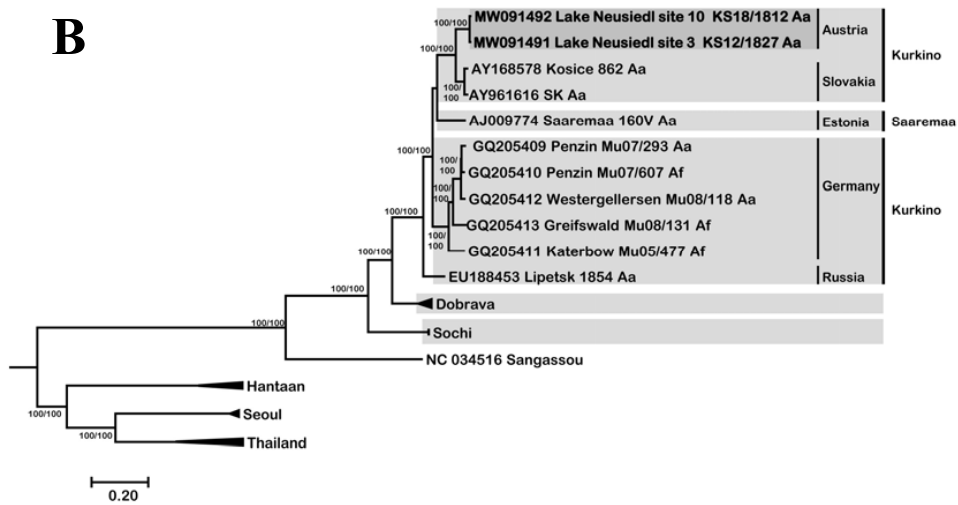 B
100/100
MW091492 Lake Neusiedl site 10 KS18/1812 Aa
MW091491 Lake Neusiedl site 3 KS12/1827 Aa
Austria
Kurkino
100/100
AY168578 Kosice 862 Aa
100/
100
AY961616 SK Aa
Slovakia
AJ009774 Saaremaa 160V Aa
Estonia
Saaremaa
100/100
GQ205409 Penzin Mu07/293 Aa
100/
100
GQ205410 Penzin Mu07/607 Af
100/
100
GQ205412 Westergellersen Mu08/118 Aa
Germany
Kurkino
100/100
GQ205413 Greifswald Mu08/131 Af
100/
100
GQ205411 Katerbow Mu05/477 Af
EU188453 Lipetsk 1854 Aa
Russia
100/100
100/100
Dobrava
100/100
Sochi
NC 034516 Sangassou
Hantaan
100/100
Seoul
100/100
Thailand
0.20